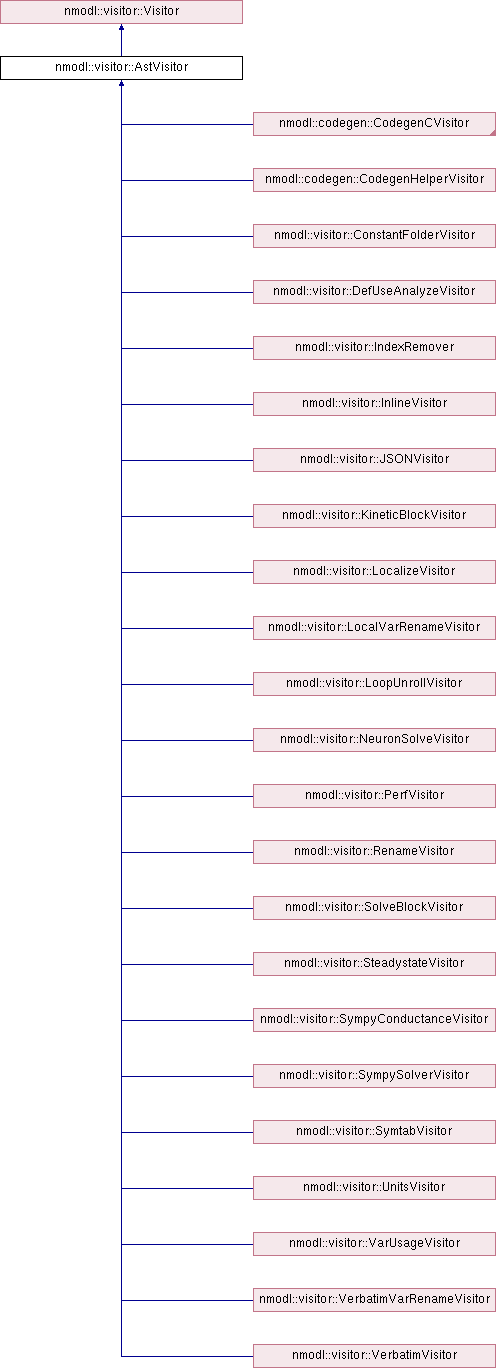 nmodl::visitor::Visitor
nmodl::visitor::AstVisitor
nmodl::codegen::CodegenCVisitor
nmodl::codegen::CodegenHelperVisitor
nmodl::visitor::ConstantFolderVisitor
nmodl::visitor::DefUseAnalyzeVisitor
nmodl::visitor::IndexRemover
nmodl::visitor::InlineVisitor
nmodl::visitor::JSONVisitor
nmodl::visitor::KineticBlockVisitor
nmodl::visitor::LocalizeVisitor
nmodl::visitor::LocalVarRenameVisitor
nmodl::visitor::LoopUnrollVisitor
nmodl::visitor::NeuronSolveVisitor
nmodl::visitor::PerfVisitor
nmodl::visitor::RenameVisitor
nmodl::visitor::SolveBlockVisitor
nmodl::visitor::SteadystateVisitor
nmodl::visitor::SympyConductanceVisitor
nmodl::visitor::SympySolverVisitor
nmodl::visitor::SymtabVisitor
nmodl::visitor::UnitsVisitor
nmodl::visitor::VarUsageVisitor
nmodl::visitor::VerbatimVarRenameVisitor
nmodl::visitor::VerbatimVisitor